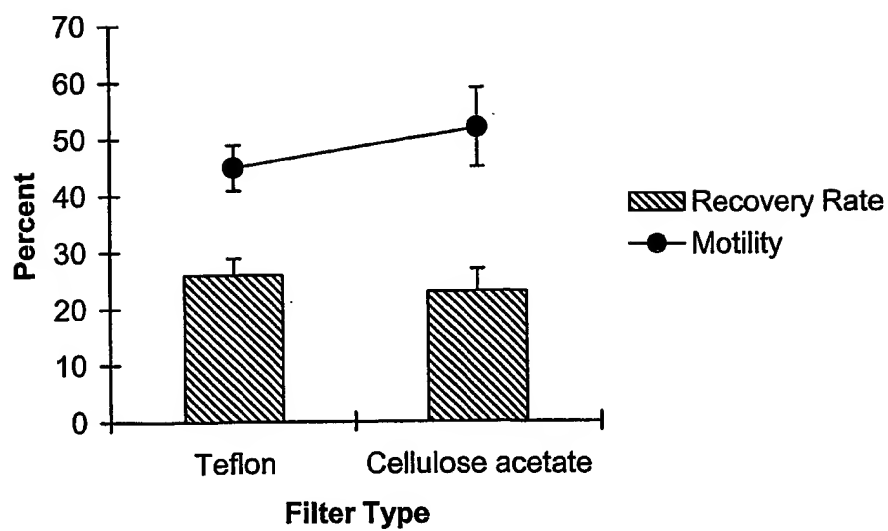 70
60
50
40
30
20
10
0
Percent
Recovery Rate
Motility
Teflon
Cellulose acetate
Filter Type